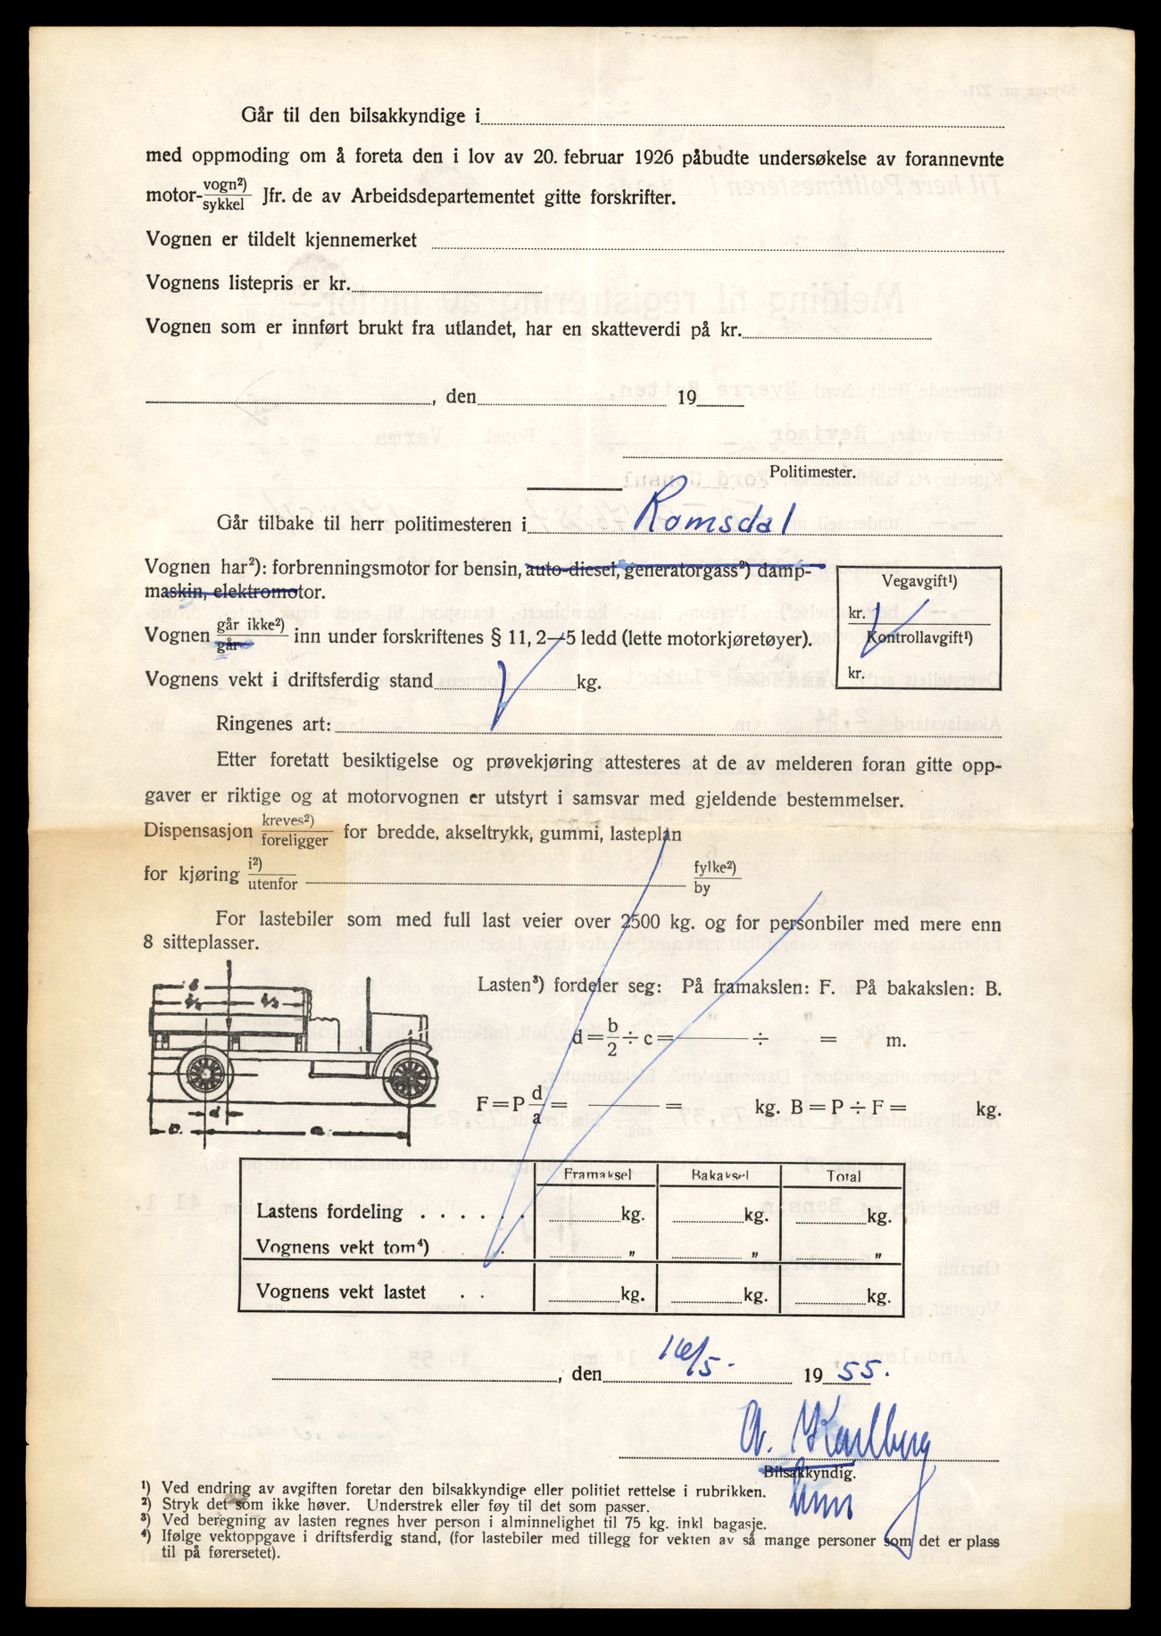 Går til den bilsakkyndige i
med oppmoding om å foreta den i lov av 20. februar 1926 påbudte undersøkelse av forannevnte
motor-vogn²)/sykkel Jfr. de av Arbeidsdepartementet gitte forskrifter.
Vognen er tildelt kjennemerket
Vognens listepris er kr.
Vognen som er innført brukt fra utlandet, har en skatteverdi på kr.
, den 19
Politimester.
Går tilbake til herr politimesteren i Romsdal
Vognen har²): forbrenningsmotor for bensin, auto-diesel, generatorgass²) damp-
maskin, elektromotor.
Vognen går ikke²)/går inn under forskriftenes § 11, 2—5 ledd (lette motorkjøretøyer).
Vegavgift¹)
kr.
Kontrollavgift¹)
kr.
Vognens vekt i driftsferdig stand kg.
Ringenes art:
Etter foretatt besiktigelse og prøvekjøring attesteres at de av melderen foran gitte opp-
gaver er riktige og at motorvognen er utstyrt i samsvar med gjeldende bestemmelser.
Dispensasjon kreves²)/foreligger for bredde, akseltrykk, gummi, lasteplan
for kjøring i²)/utenfor fylke²)/by
For lastebiler som med full last veier over 2500 kg. og for personbiler med mere enn
8 sitteplasser.
Lasten³) fordeler seg: På framakslen: F. På bakakslen: B.
d = b/2 ÷ c = ÷ = m.
F = P d/a = = kg. B = P ÷ F = kg.
Framaksel Bakaksel Total
Lastens fordeling . . . . . . kg. kg. kg.
Vognens vekt tom⁴) . . „ „ „
Vognens vekt lastet . . kg. kg. kg.
, den 16/5- 1955.
A. Karlberg
Bilsakkyndig.
¹) Ved endring av avgiften foretar den bilsakkyndige eller politiet rettelse i rubrikken.
²) Stryk det som ikke høver. Understrek eller føy til det som passer.
³) Ved beregning av lasten regnes hver person i alminnelighet til 75 kg. inkl bagasje.
⁴) Ifølge vektoppgave i driftsferdig stand, (for lastebiler med tillegg for vekten av så mange personer som det er plass
til på førersetet).